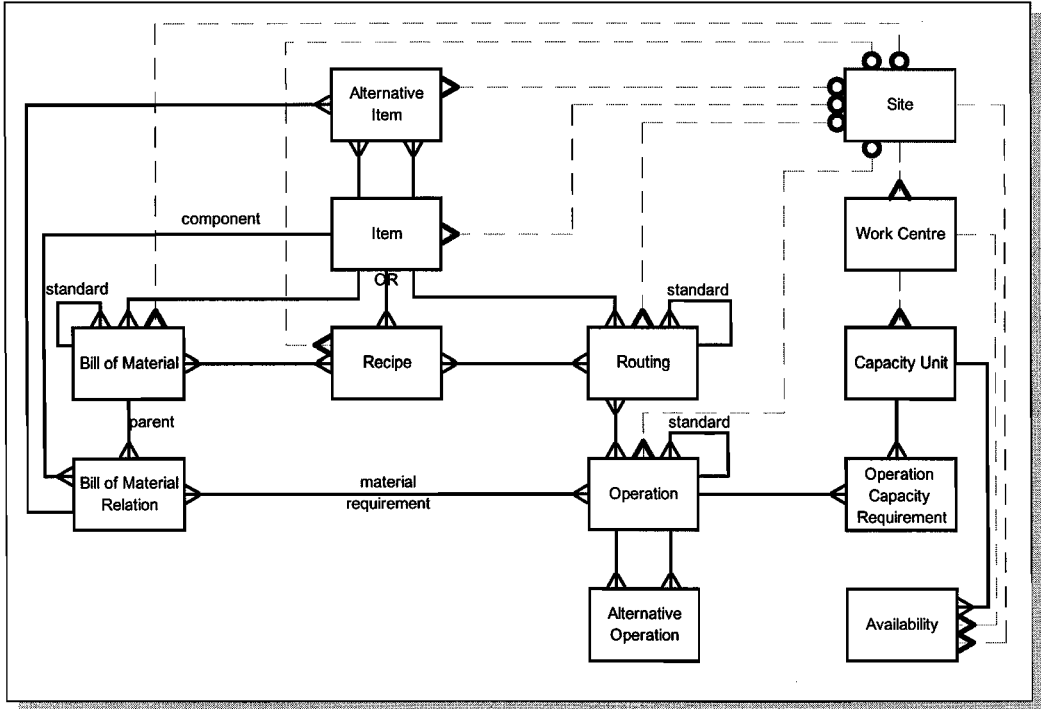 Alternative
Item
Site
component
Item
Work Centre
OR
standard
standard
Bill of Material
Recipe
Routing
Capacity Unit
parent
standard
Bill of Material
Relation
material
requirement
Operation
Operation
Capacity
Requirement
Alternative
Operation
Availability